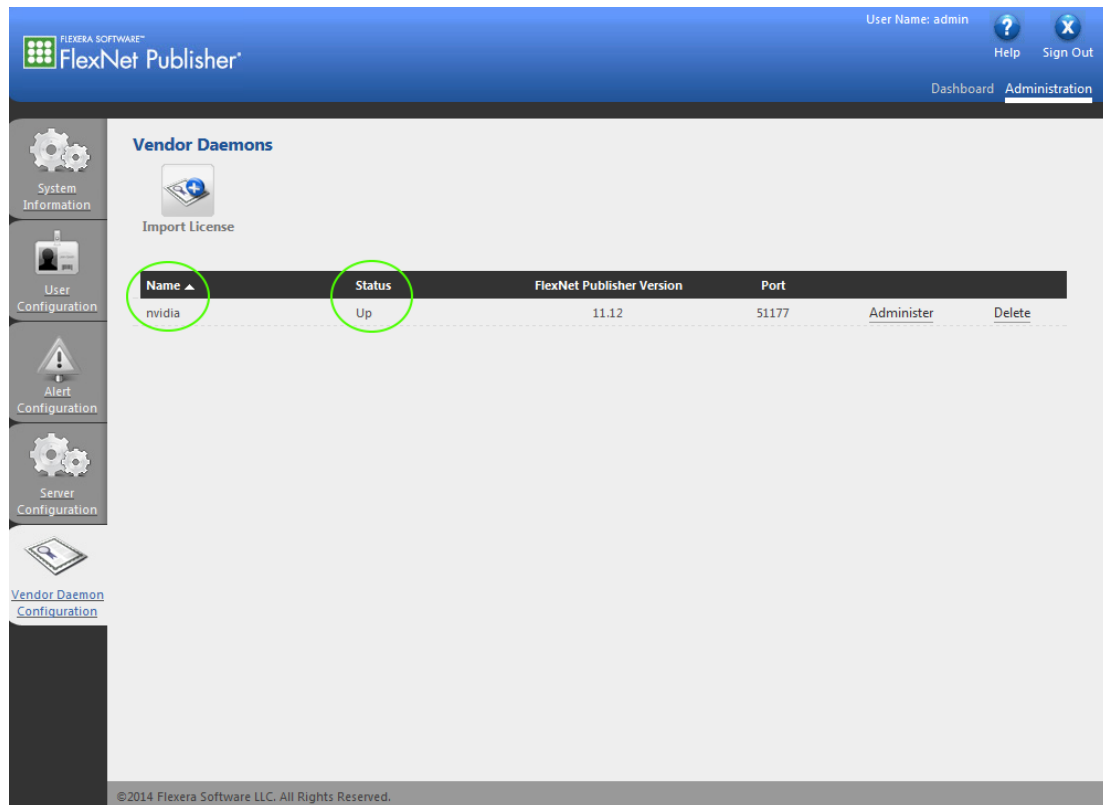 User Name: admin
FLEXERA SOFTWARE™
FlexNet Publisher®
? X
Help Sign Out
Dashboard Administration
System
Information
User
Configuration
Alert
Configuration
Server
Configuration
Vendor Daemon
Configuration
Vendor Daemons
Import License
Name ▲ Status FlexNet Publisher Version Port
nvidia Up 11.12 51177 Administer Delete
©2014 Flexera Software LLC. All Rights Reserved.